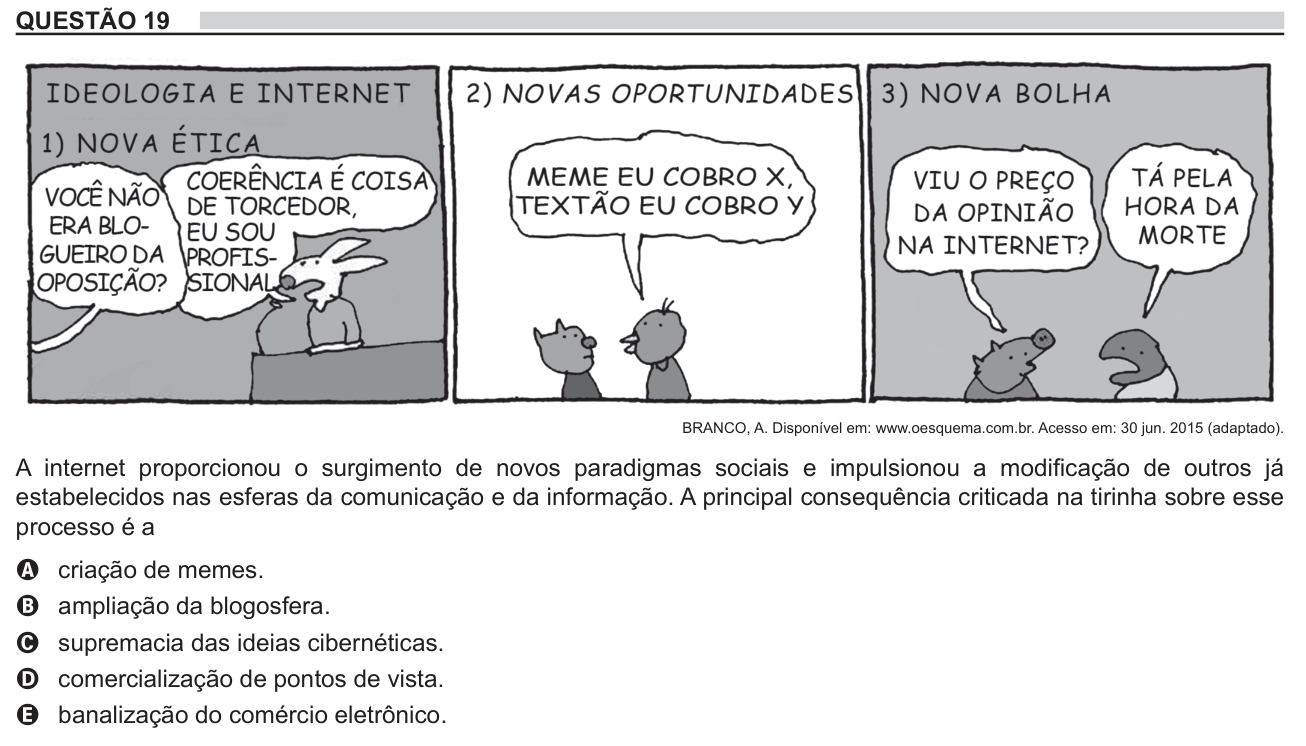 QUESTÃO 19
IDEOLOGIA E INTERNET
1) NOVA ÉTICA
VOCÊ NÃO
ERA BLO-
GUEIRO DA
OPOSIÇÃO?
COERÊNCIA É COISA
DE TORCEDOR,
EU SOU
PROFIS-
SIONAL
2) NOVAS OPORTUNIDADES
MEME EU COBRO X,
TEXTÃO EU COBRO Y
3) NOVA BOLHA
VIU O PREÇO
DA OPINIÃO
NA INTERNET?
TÁ PELA
HORA DA
MORTE
BRANCO, A. Disponível em: www.oesquema.com.br. Acesso em: 30 jun. 2015 (adaptado).
A internet proporcionou o surgimento de novos paradigmas sociais e impulsionou a modificação de outros já
estabelecidos nas esferas da comunicação e da informação. A principal consequência criticada na tirinha sobre esse
processo é a
A criação de memes.
B ampliação da blogosfera.
C supremacia das ideias cibernéticas.
D comercialização de pontos de vista.
E banalização do comércio eletrônico.